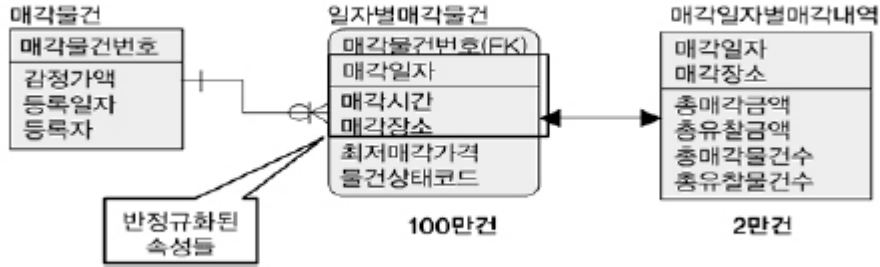 매각물건
매각물건번호
감정가액
등록일자
등록자
일자별매각물건
매각물건번호(FK)
매각일자
매각시간
매각장소
최저매각가격
물건상태코드
100만건
매각일자별매각내역
매각일자
매각장소
총매각금액
총유찰금액
총매각물건수
총유찰물건수
2만건
반정규화된
속성들